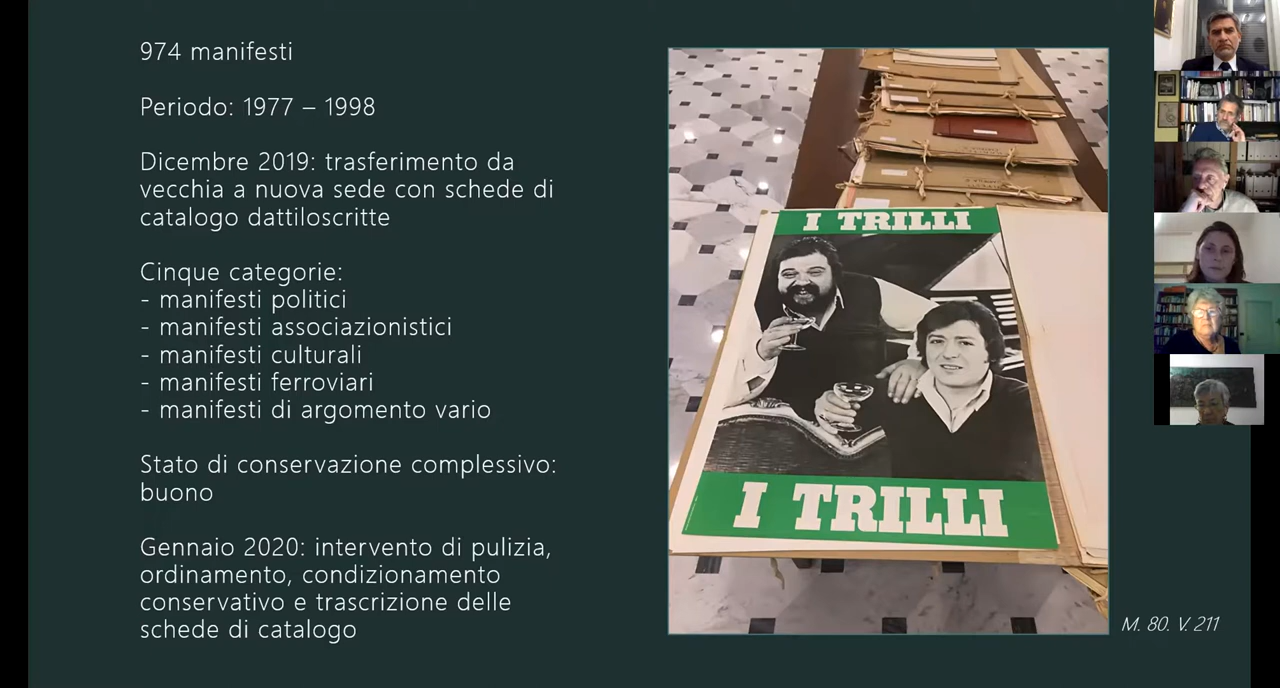 974 manifesti
Periodo: 1977 – 1998
Dicembre 2019: trasferimento da
vecchia a nuova sede con schede di
catalogo dattiloscritte
Cinque categorie:
- manifesti politici
- manifesti associazionistici
- manifesti culturali
- manifesti ferroviari
- manifesti di argomento vario
Stato di conservazione complessivo:
buono
Gennaio 2020: intervento di pulizia,
ordinamento, condizionamento
conservativo e trascrizione delle
schede di catalogo
I TRILLI
I TRILLI
M. 80. V. 211